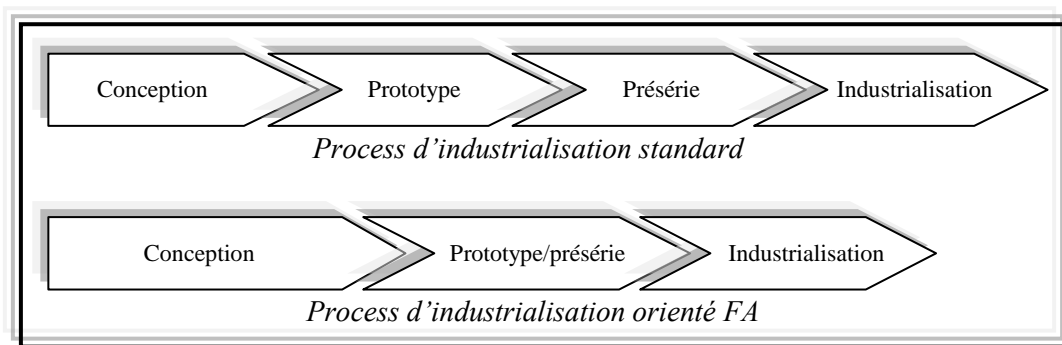 Conception Prototype Présérie Industrialisation
Process d’industrialisation standard
Conception Prototype/présérie Industrialisation
Process d’industrialisation orienté FA